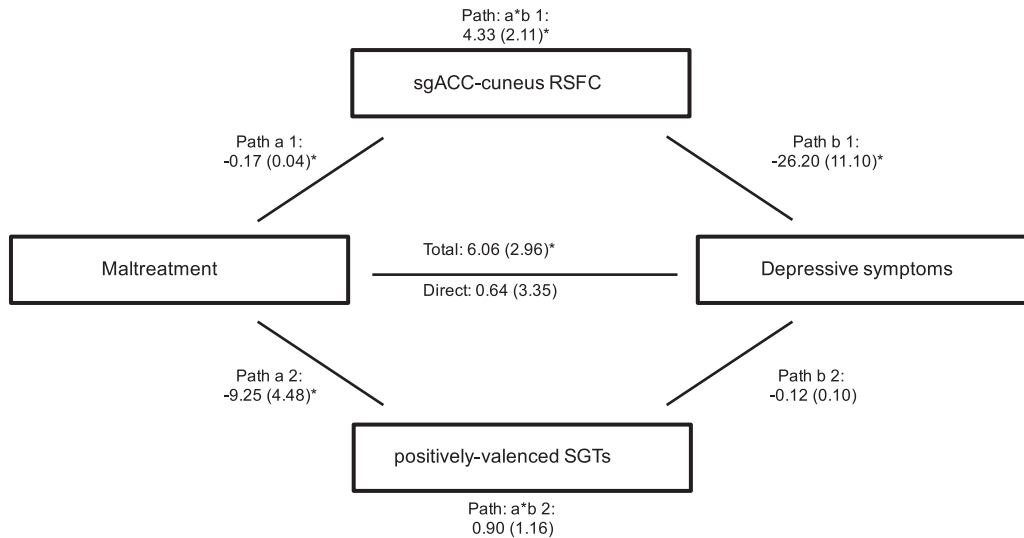 Path: a*b 1:
4.33 (2.11)*
sgACC-cuneus RSFC
Path a 1:
-0.17 (0.04)*
Path b 1:
-26.20 (11.10)*
Maltreatment
Total: 6.06 (2.96)*
Direct: 0.64 (3.35)
Depressive symptoms
Path a 2:
-9.25 (4.48)*
Path b 2:
-0.12 (0.10)
positively-valenced SGTs
Path: a*b 2:
0.90 (1.16)